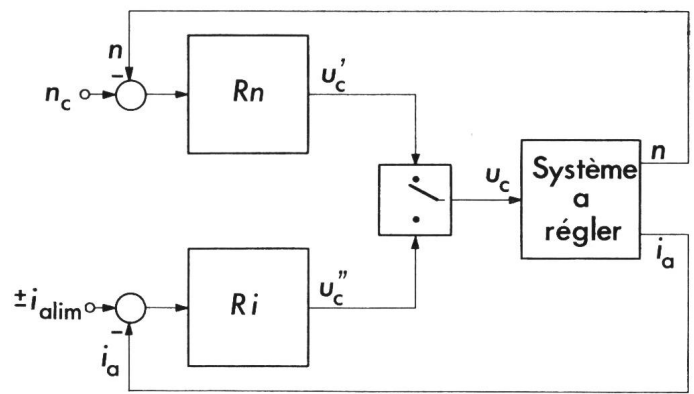 n
n_c
-
Rn
u_c'
u_c
Système
a
régler
n
i_a
±i_alim
-
i_a
Ri
u_c"